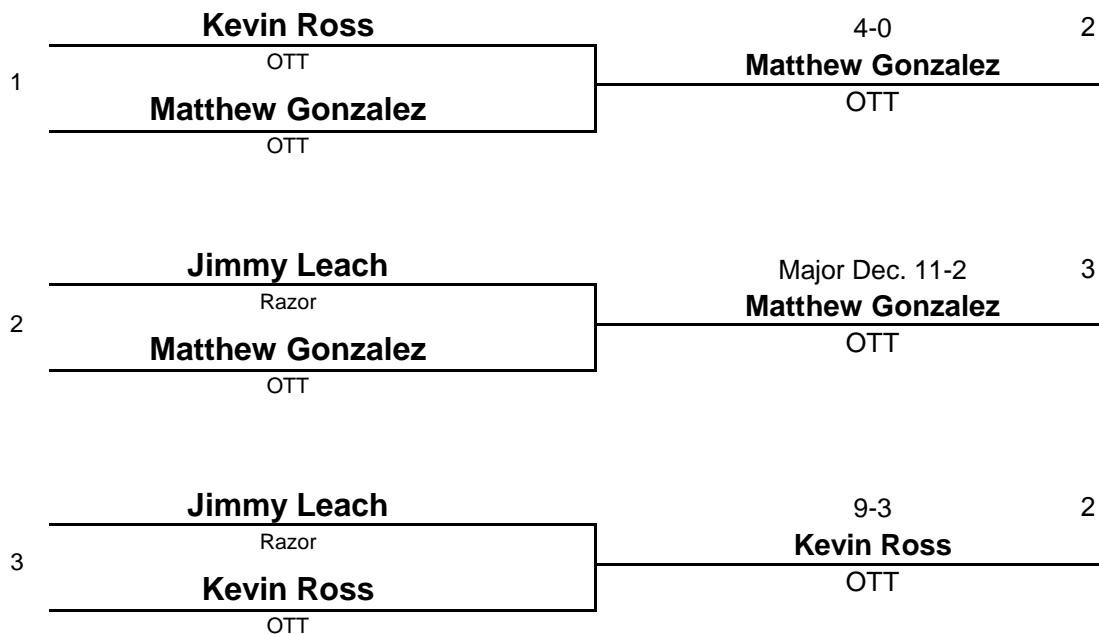 Kevin Ross
OTT
1
Matthew Gonzalez
OTT
4-0 2
Matthew Gonzalez
OTT
Jimmy Leach
Razor
2
Matthew Gonzalez
OTT
Major Dec. 11-2 3
Matthew Gonzalez
OTT
Jimmy Leach
Razor
3
Kevin Ross
OTT
9-3 2
Kevin Ross
OTT